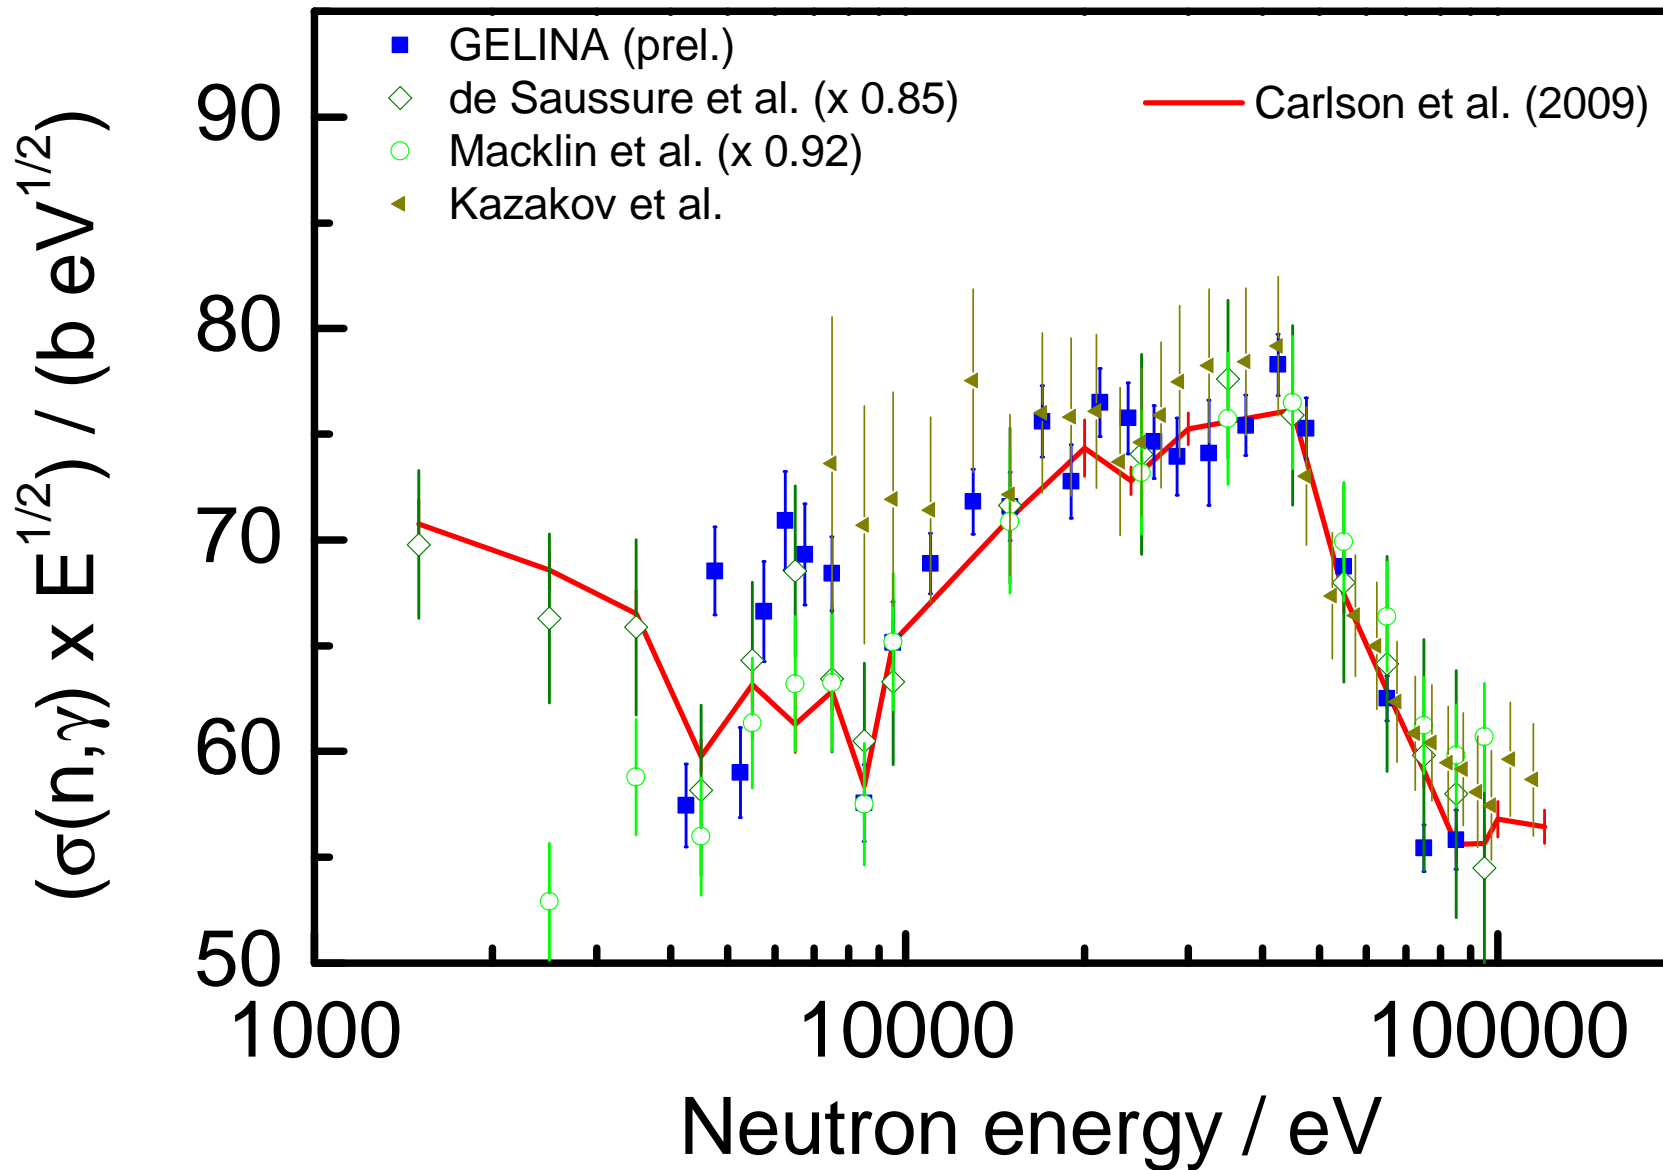 GELINA (prel.)
de Saussure et al. (x 0.85)
Macklin et al. (x 0.92)
Kazakov et al.
Carlson et al. (2009)
(σ(n,γ) x E^1/2) / (b eV^1/2)
90
80
70
60
50
1000
10000
100000
Neutron energy / eV